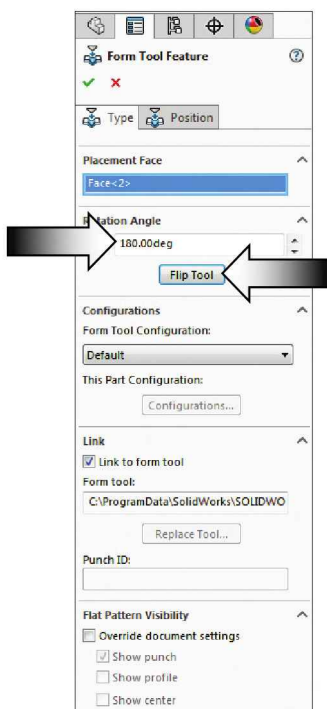 Form Tool Feature
Type Position
Placement Face
Face<2>
Rotation Angle
180.00deg
Flip Tool
Configurations
Form Tool Configuration:
Default
This Part Configuration:
Configurations...
Link
Link to form tool
Form tool:
C:\ProgramData\SolidWorks\SOLIDWO
Replace Tool...
Punch ID:
Flat Pattern Visibility
Override document settings
Show punch
Show profile
Show center